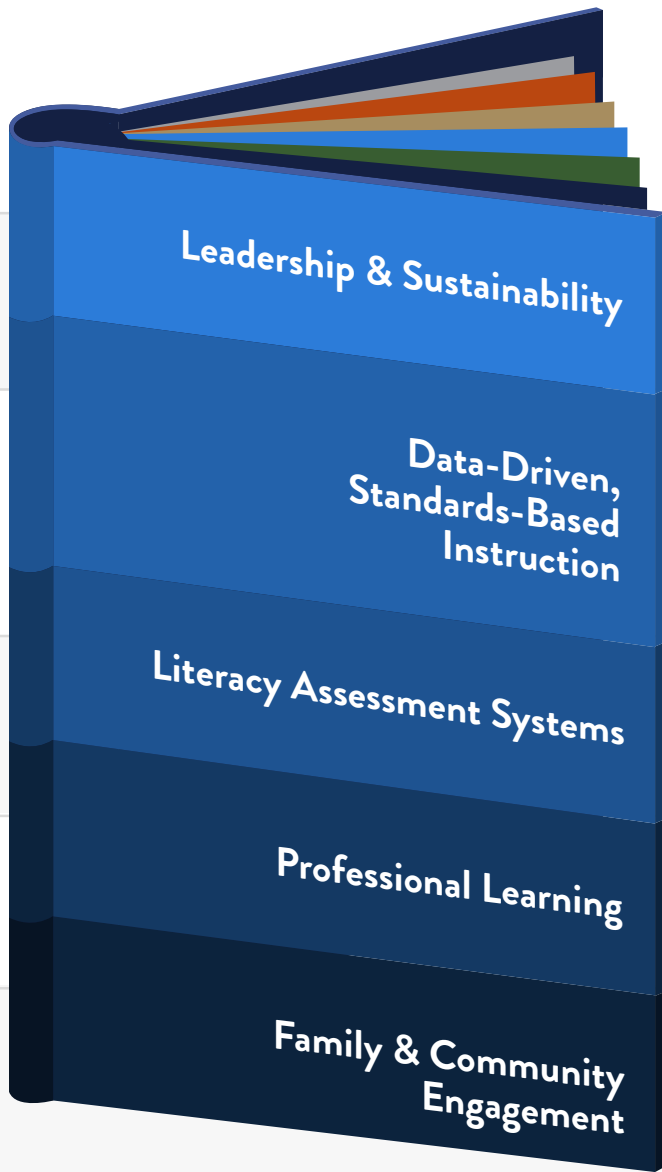 Leadership & Sustainability
Data-Driven,
Standards-Based
Instruction
Literacy Assessment Systems
Professional Learning
Family & Community
Engagement